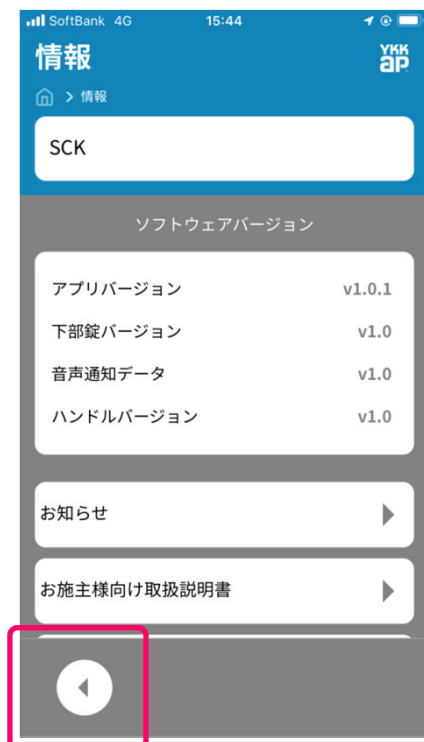 SoftBank 4G 15:44
情報
YKK
ap
> 情報
SCK
ソフトウェアバージョン
アプリバージョン v1.0.1
下部錠バージョン v1.0
音声通知データ v1.0
ハンドルバージョン v1.0
お知らせ
お施主様向け取扱説明書